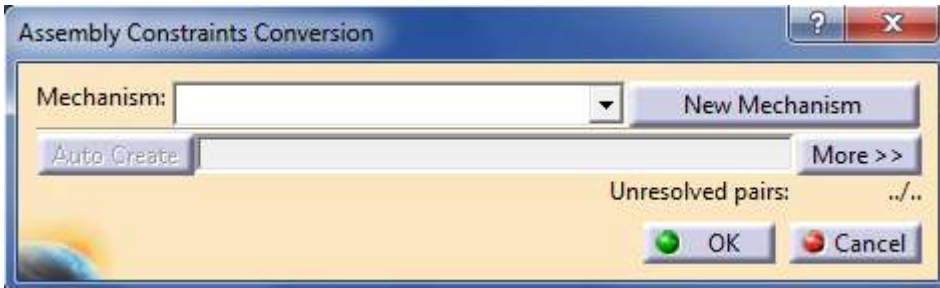 Assembly Constraints Conversion
?
X
Mechanism:
New Mechanism
Auto Create
More >>
Unresolved pairs: ../..
OK
Cancel